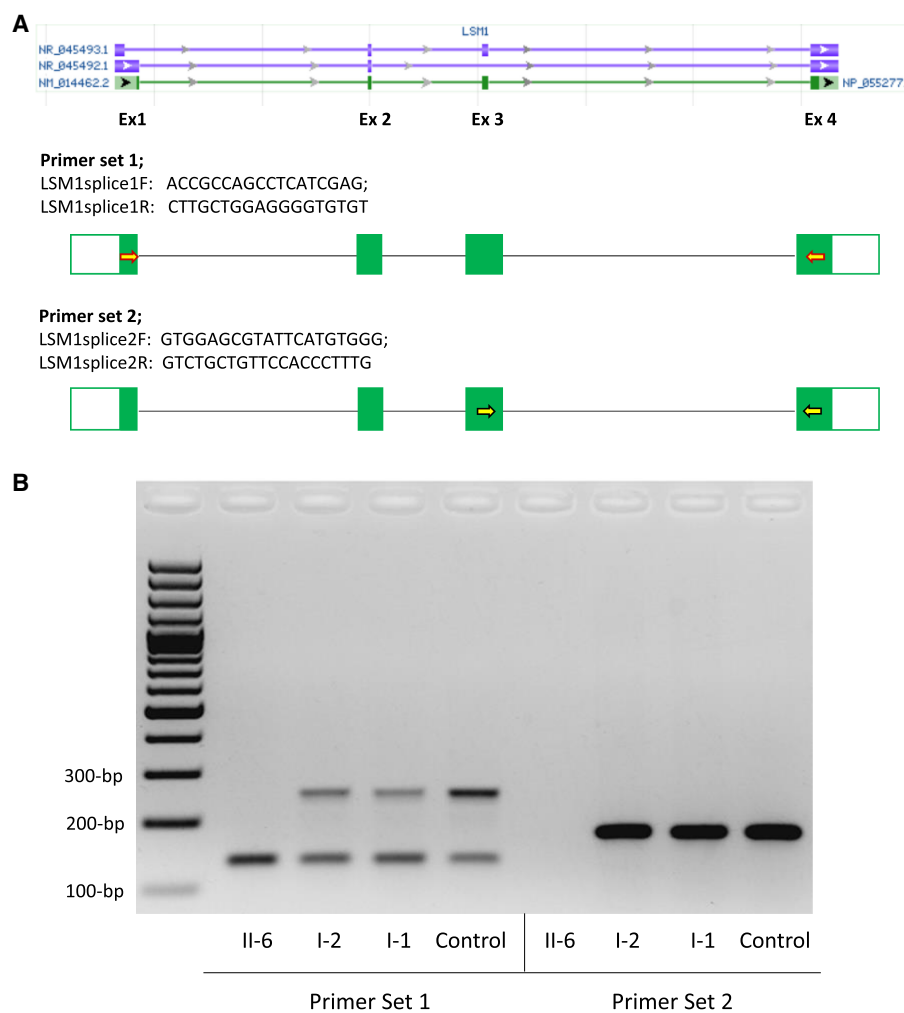 A
LSM1
NR_045493.1
NR_045492.1
NM_014462.2 NP_055277
Ex1 Ex 2 Ex 3 Ex 4
Primer set 1;
LSM1splice1F: ACCGCCAGCCTCATCGAG;
LSM1splice1R: CTTGCTGGAGGGGTGTGT
Primer set 2;
LSM1splice2F: GTGGAGCGTATTCATGTGGG;
LSM1splice2R: GTCTGCTGTTCCACCCTTTG
B
300-bp
200-bp
100-bp
II-6 I-2 I-1 Control II-6 I-2 I-1 Control
Primer Set 1 Primer Set 2